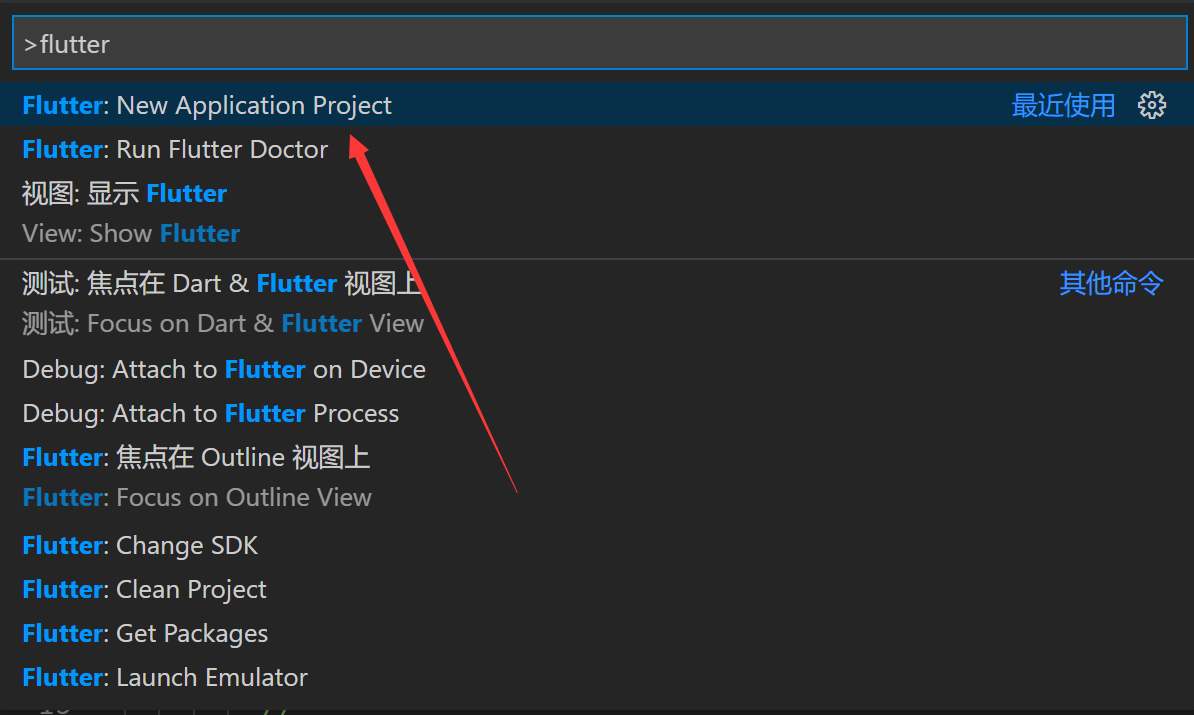 >flutter
Flutter: New Application Project 最近使用
Flutter: Run Flutter Doctor
视图: 显示 Flutter
View: Show Flutter
测试: 焦点在 Dart & Flutter 视图上 其他命令
测试: Focus on Dart & Flutter View
Debug: Attach to Flutter on Device
Debug: Attach to Flutter Process
Flutter: 焦点在 Outline 视图上
Flutter: Focus on Outline View
Flutter: Change SDK
Flutter: Clean Project
Flutter: Get Packages
Flutter: Launch Emulator